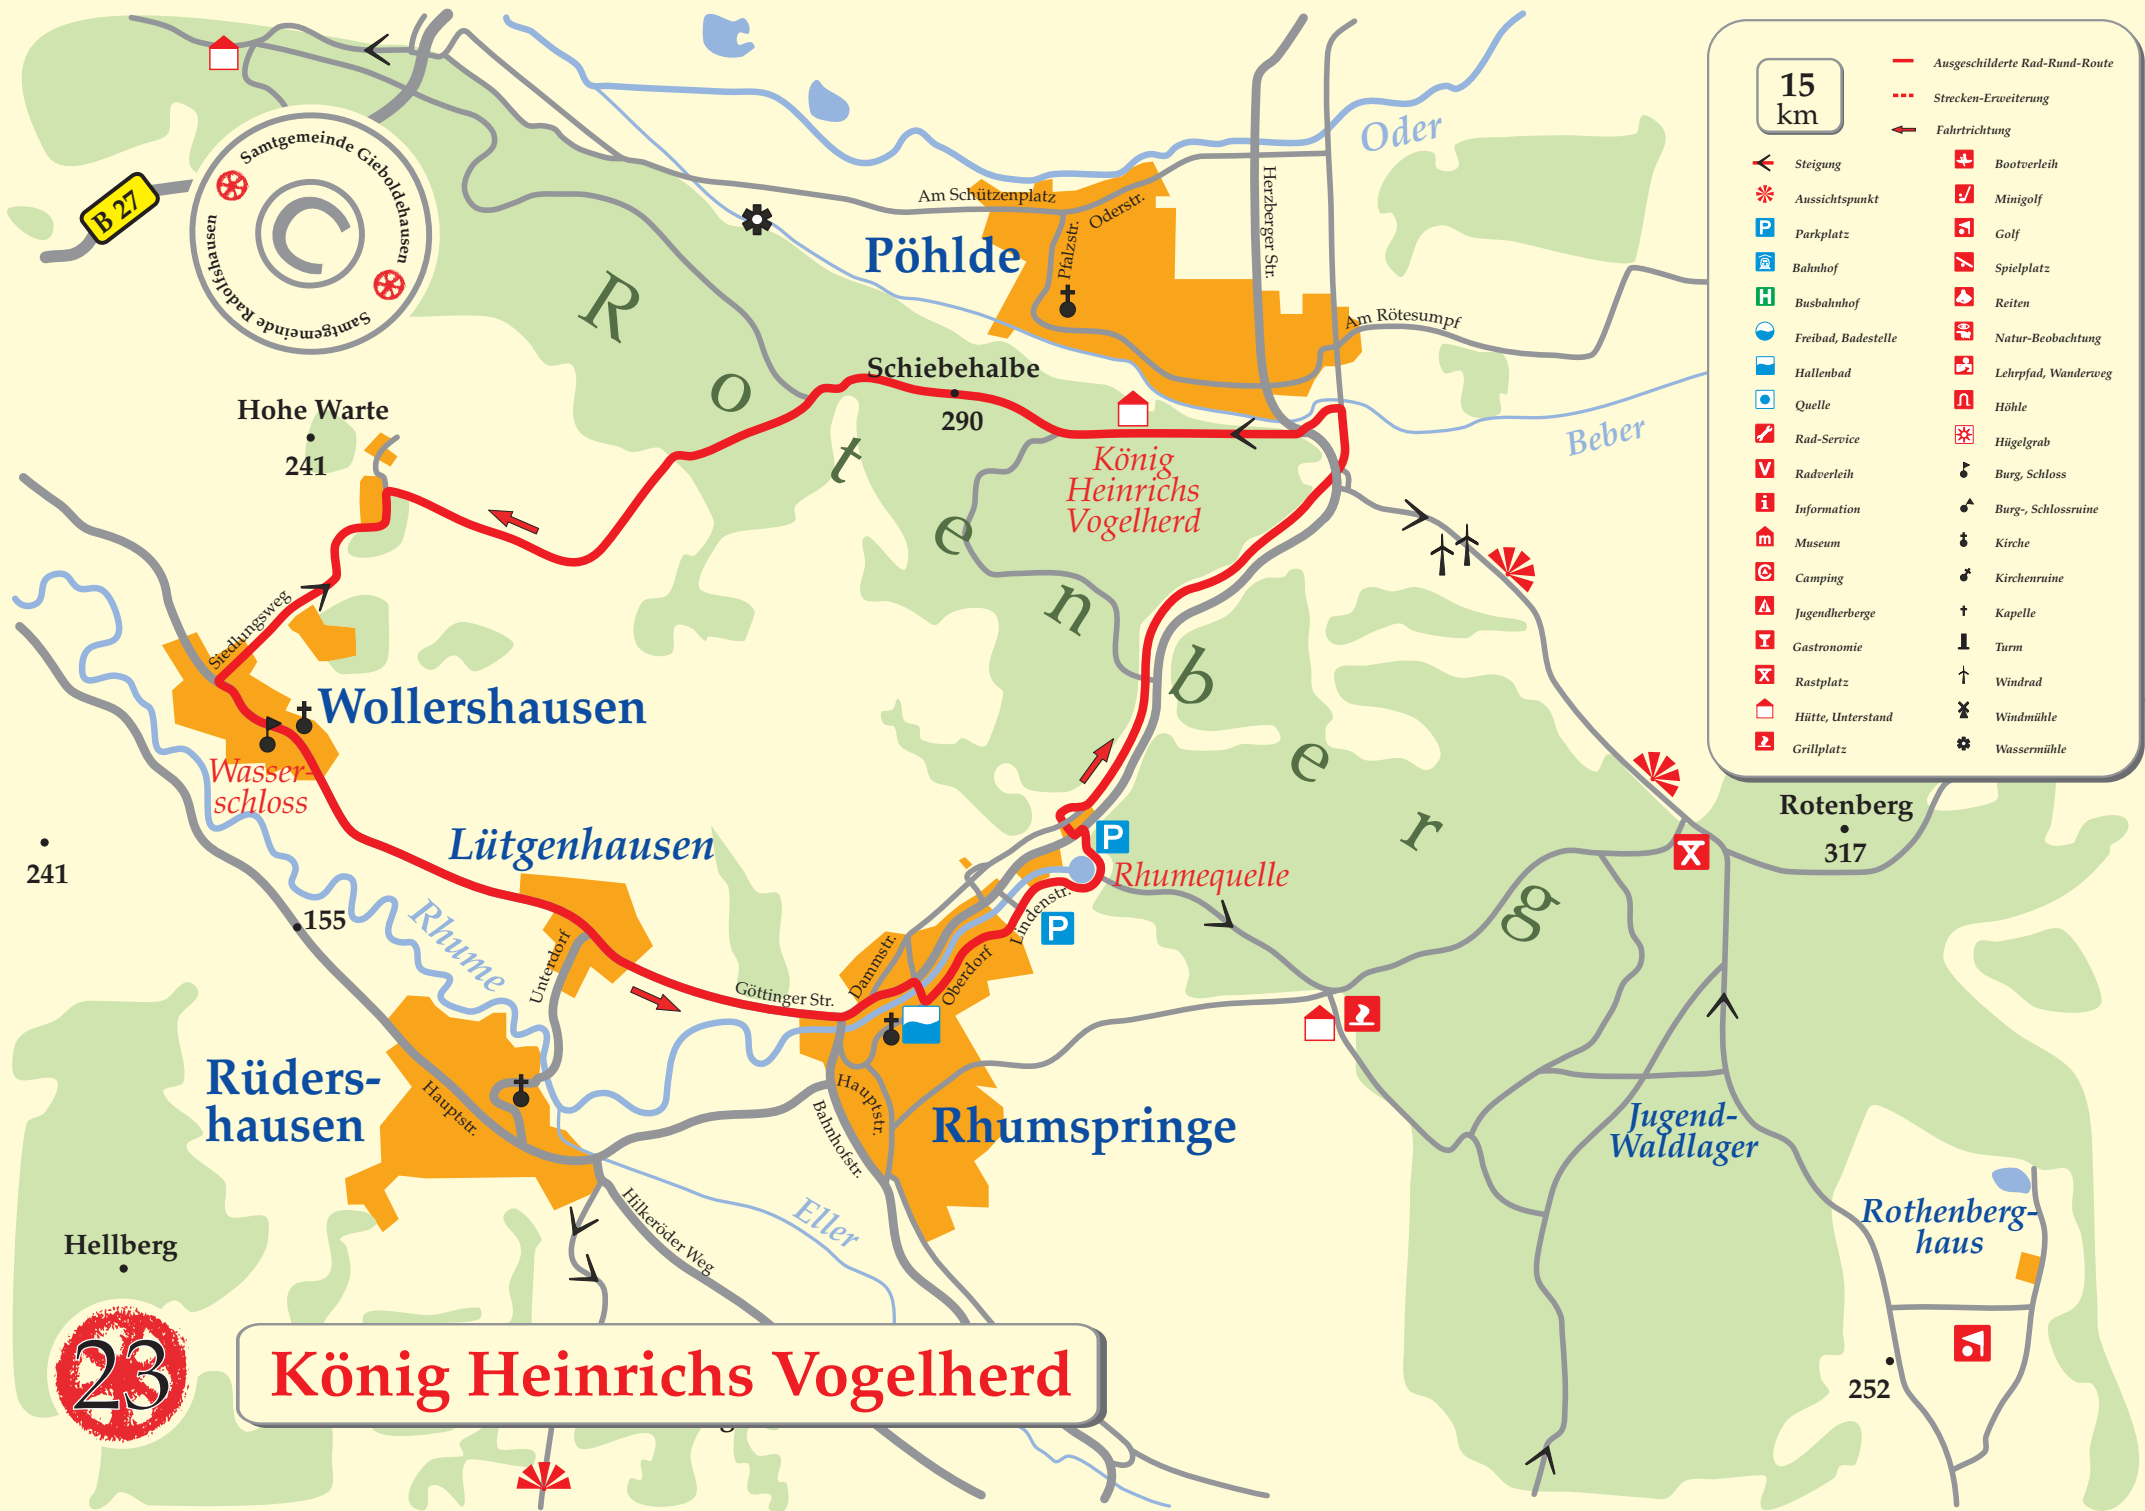 Oder
Samtgemeinde Gieboldehausen
Samtgemeinde Radolfshausen
B 27
Am Schützenplatz
Oderstr.
Pfalzstr.
Herzberger Str.
Pöhlde
Am Rötesumpf
Beber
Schiebehalbe
290
Hohe Warte
241
König
Heinrichs
Vogelherd
R
o
t
e
n
b
e
r
g
Siedlungsweg
Wollershausen
Wasser-
schloss
Lütgenhausen
241
155
Rhume
Unterdorf
Göttinger Str.
Dammstr.
Oberdorf
Lindenstr.
P
Rhumequelle
P
Rotenberg
317
Rüders-
hausen
Hauptstr.
Hauptstr.
Bahnhofstr.
Rhumspringe
Hilkeröder Weg
Eller
Jugend-
Waldlager
Rothenberg-
haus
252
Hellberg
23
König Heinrichs Vogelherd
15
km
Ausgeschilderte Rad-Rund-Route
Strecken-Erweiterung
Fahrtrichtung
Steigung
Aussichtspunkt
P Parkplatz
Bahnhof
H Busbahnhof
Freibad, Badestelle
Hallenbad
Quelle
Rad-Service
V Radverleih
i Information
m Museum
C Camping
Jugendherberge
Gastronomie
Rastplatz
Hütte, Unterstand
Grillplatz
Bootverleih
Minigolf
Golf
Spielplatz
Reiten
Natur-Beobachtung
Lehrpfad, Wanderweg
Höhle
Hügelgrab
Burg, Schloss
Burg-, Schlossruine
Kirche
Kirchenruine
Kapelle
Turm
Windrad
Windmühle
Wassermühle